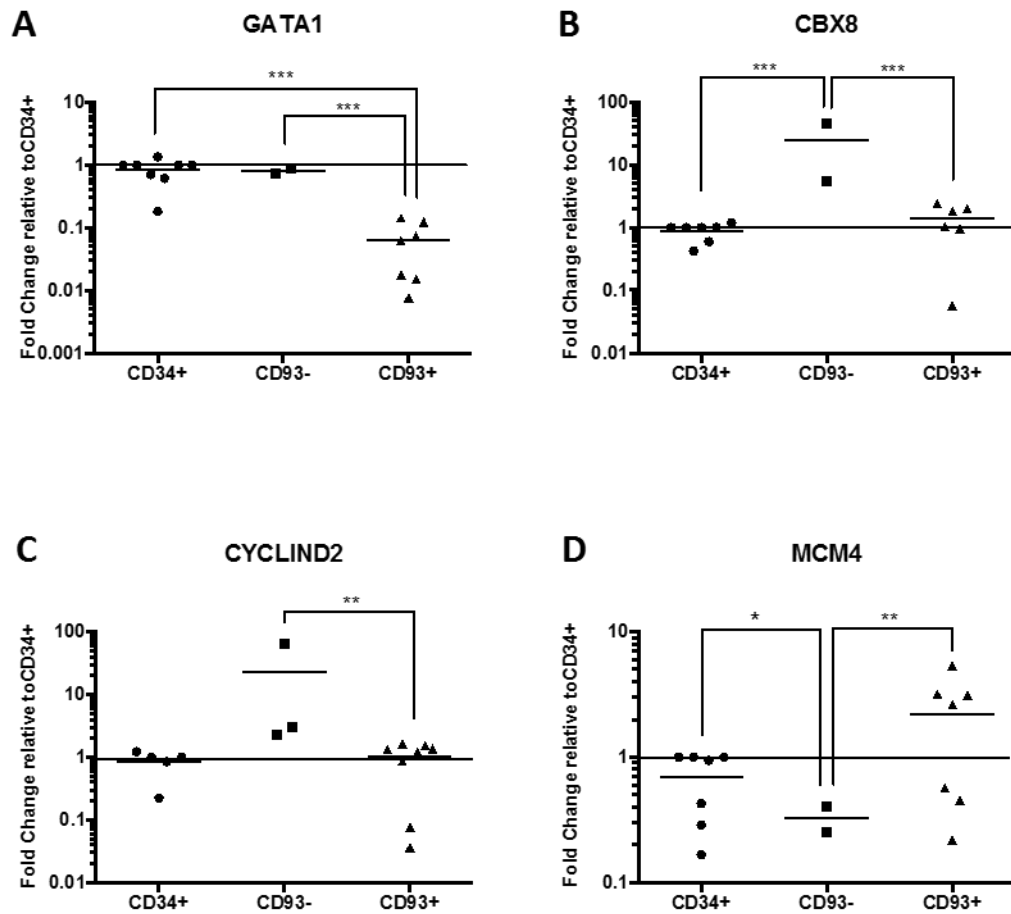 A
GATA1
Fold Change relative toCD34+
10
1
0.1
0.01
0.001
***
***
CD34+
CD93-
CD93+
B
CBX8
Fold Change relative toCD34+
100
10
1
0.1
0.01
***
***
CD34+
CD93-
CD93+
C
CYCLIND2
Fold Change relative toCD34+
100
10
1
0.1
0.01
**
CD34+
CD93-
CD93+
D
MCM4
Fold Change relative toCD34+
10
1
0.1
*
**
CD34+
CD93-
CD93+